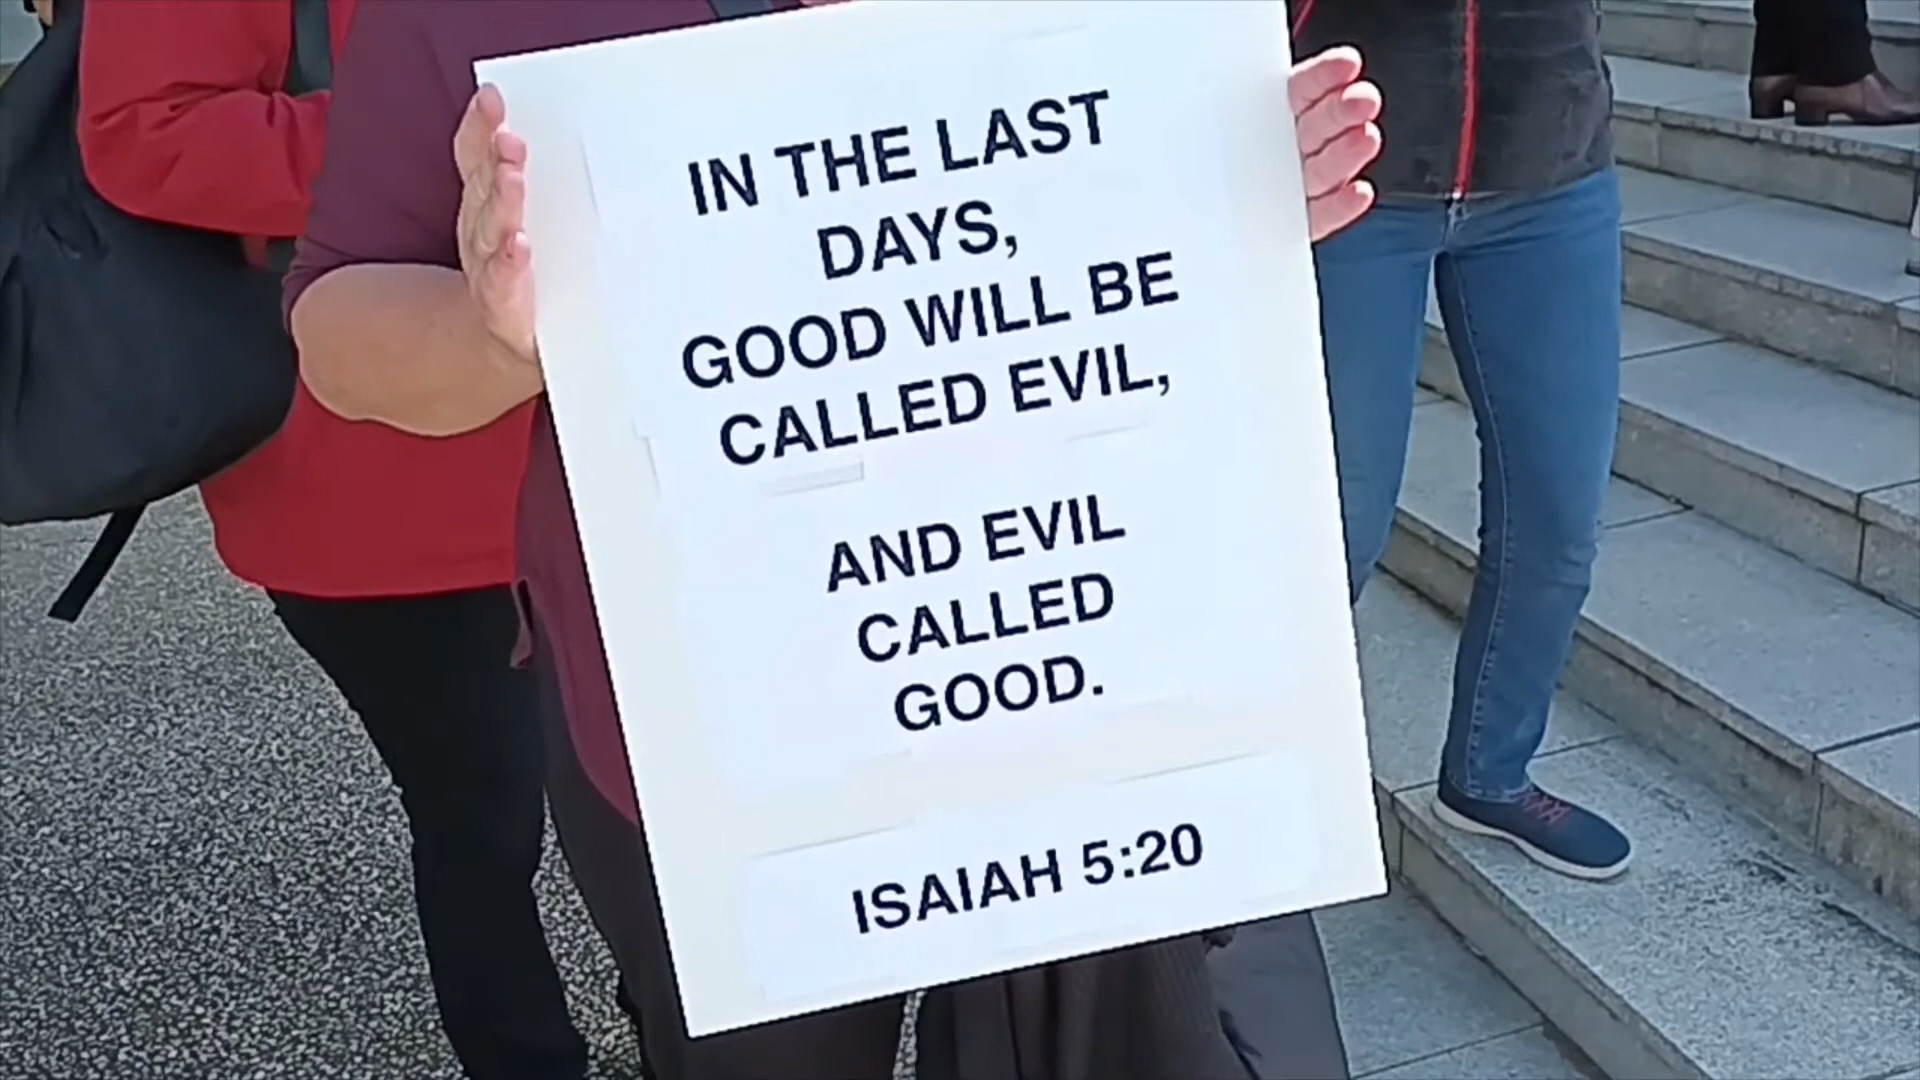 IN THE LAST
DAYS,
GOOD WILL BE
CALLED EVIL,
AND EVIL
CALLED
GOOD.
ISAIAH 5:20